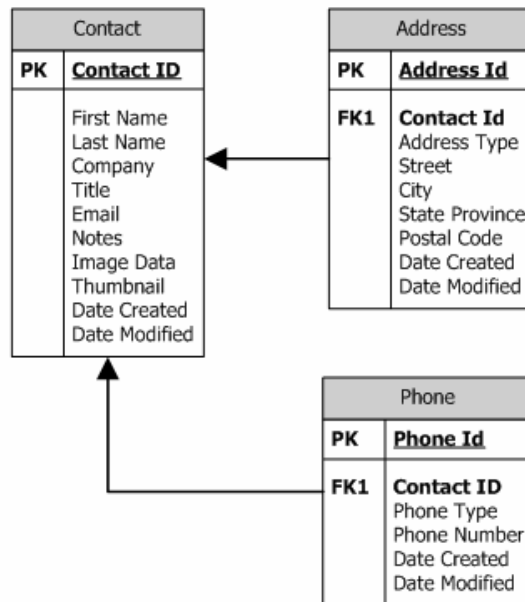 Contact
PK Contact ID
First Name
Last Name
Company
Title
Email
Notes
Image Data
Thumbnail
Date Created
Date Modified
Address
PK Address Id
FK1 Contact Id
Address Type
Street
City
State Province
Postal Code
Date Created
Date Modified
Phone
PK Phone Id
FK1 Contact ID
Phone Type
Phone Number
Date Created
Date Modified